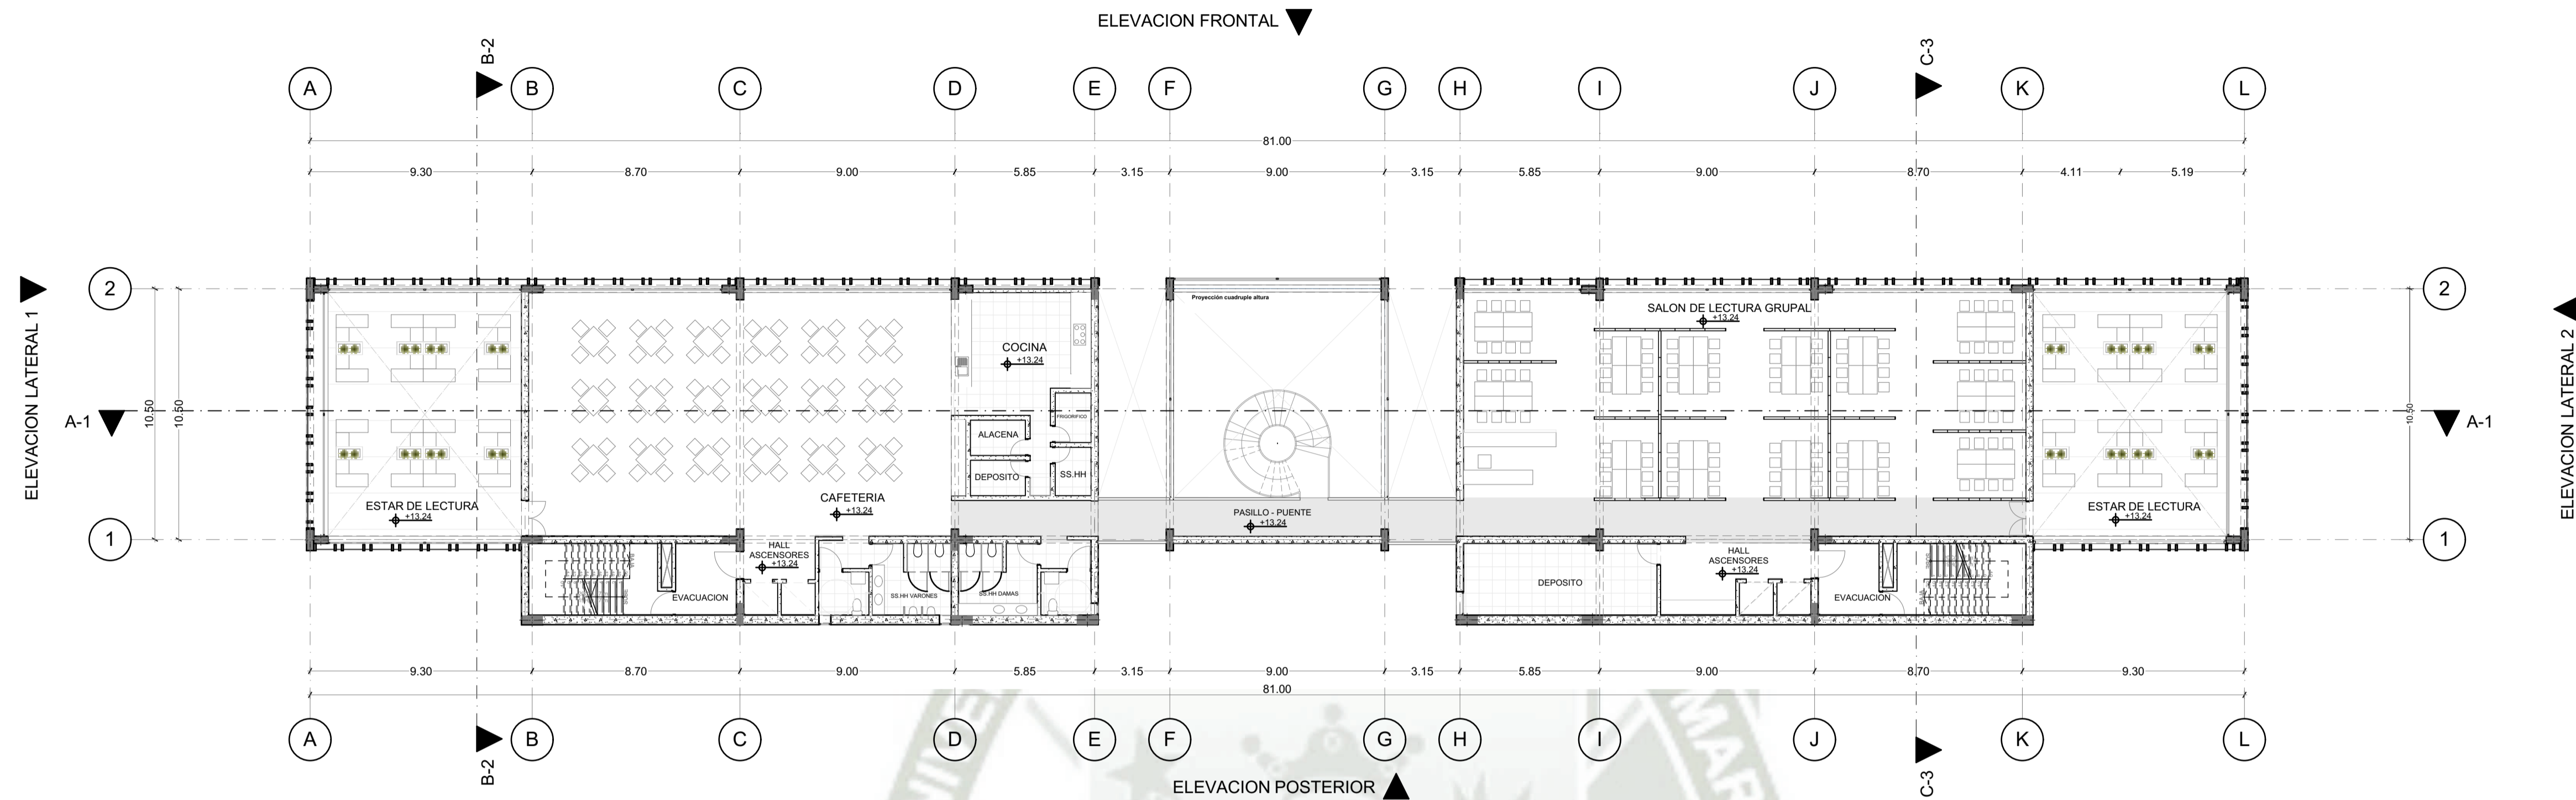 ELEVACION FRONTAL
B-2
C-3
A B C D E F G H I J K L
81.00
9.30 8.70 9.00 5.85 3.15 9.00 3.15 5.85 9.00 8.70 4.11 5.19
ELEVACION LATERAL 1
ELEVACION LATERAL 2
2
2
Proyección cuadruple altura
SALON DE LECTURA GRUPAL
+13.24
COCINA
+13.24
A-1
A-1
10.50
10.50
10.50
FRIGORIFICO
ALACENA
DEPOSITO
SS.HH
CAFETERIA
+13.24
ESTAR DE LECTURA
+13.24
PASILLO - PUENTE
+13.24
ESTAR DE LECTURA
+13.24
1
1
HALL
ASCENSORES
+13.24
HALL
ASCENSORES
+13.24
EVACUACION
SS.HH VARONES
SS.HH DAMAS
DEPOSITO
EVACUACION
9.30 8.70 9.00 5.85 3.15 9.00 3.15 5.85 9.00 8.70 9.30
81.00
A B C D E F G H I J K L
B-2
C-3
ELEVACION POSTERIOR